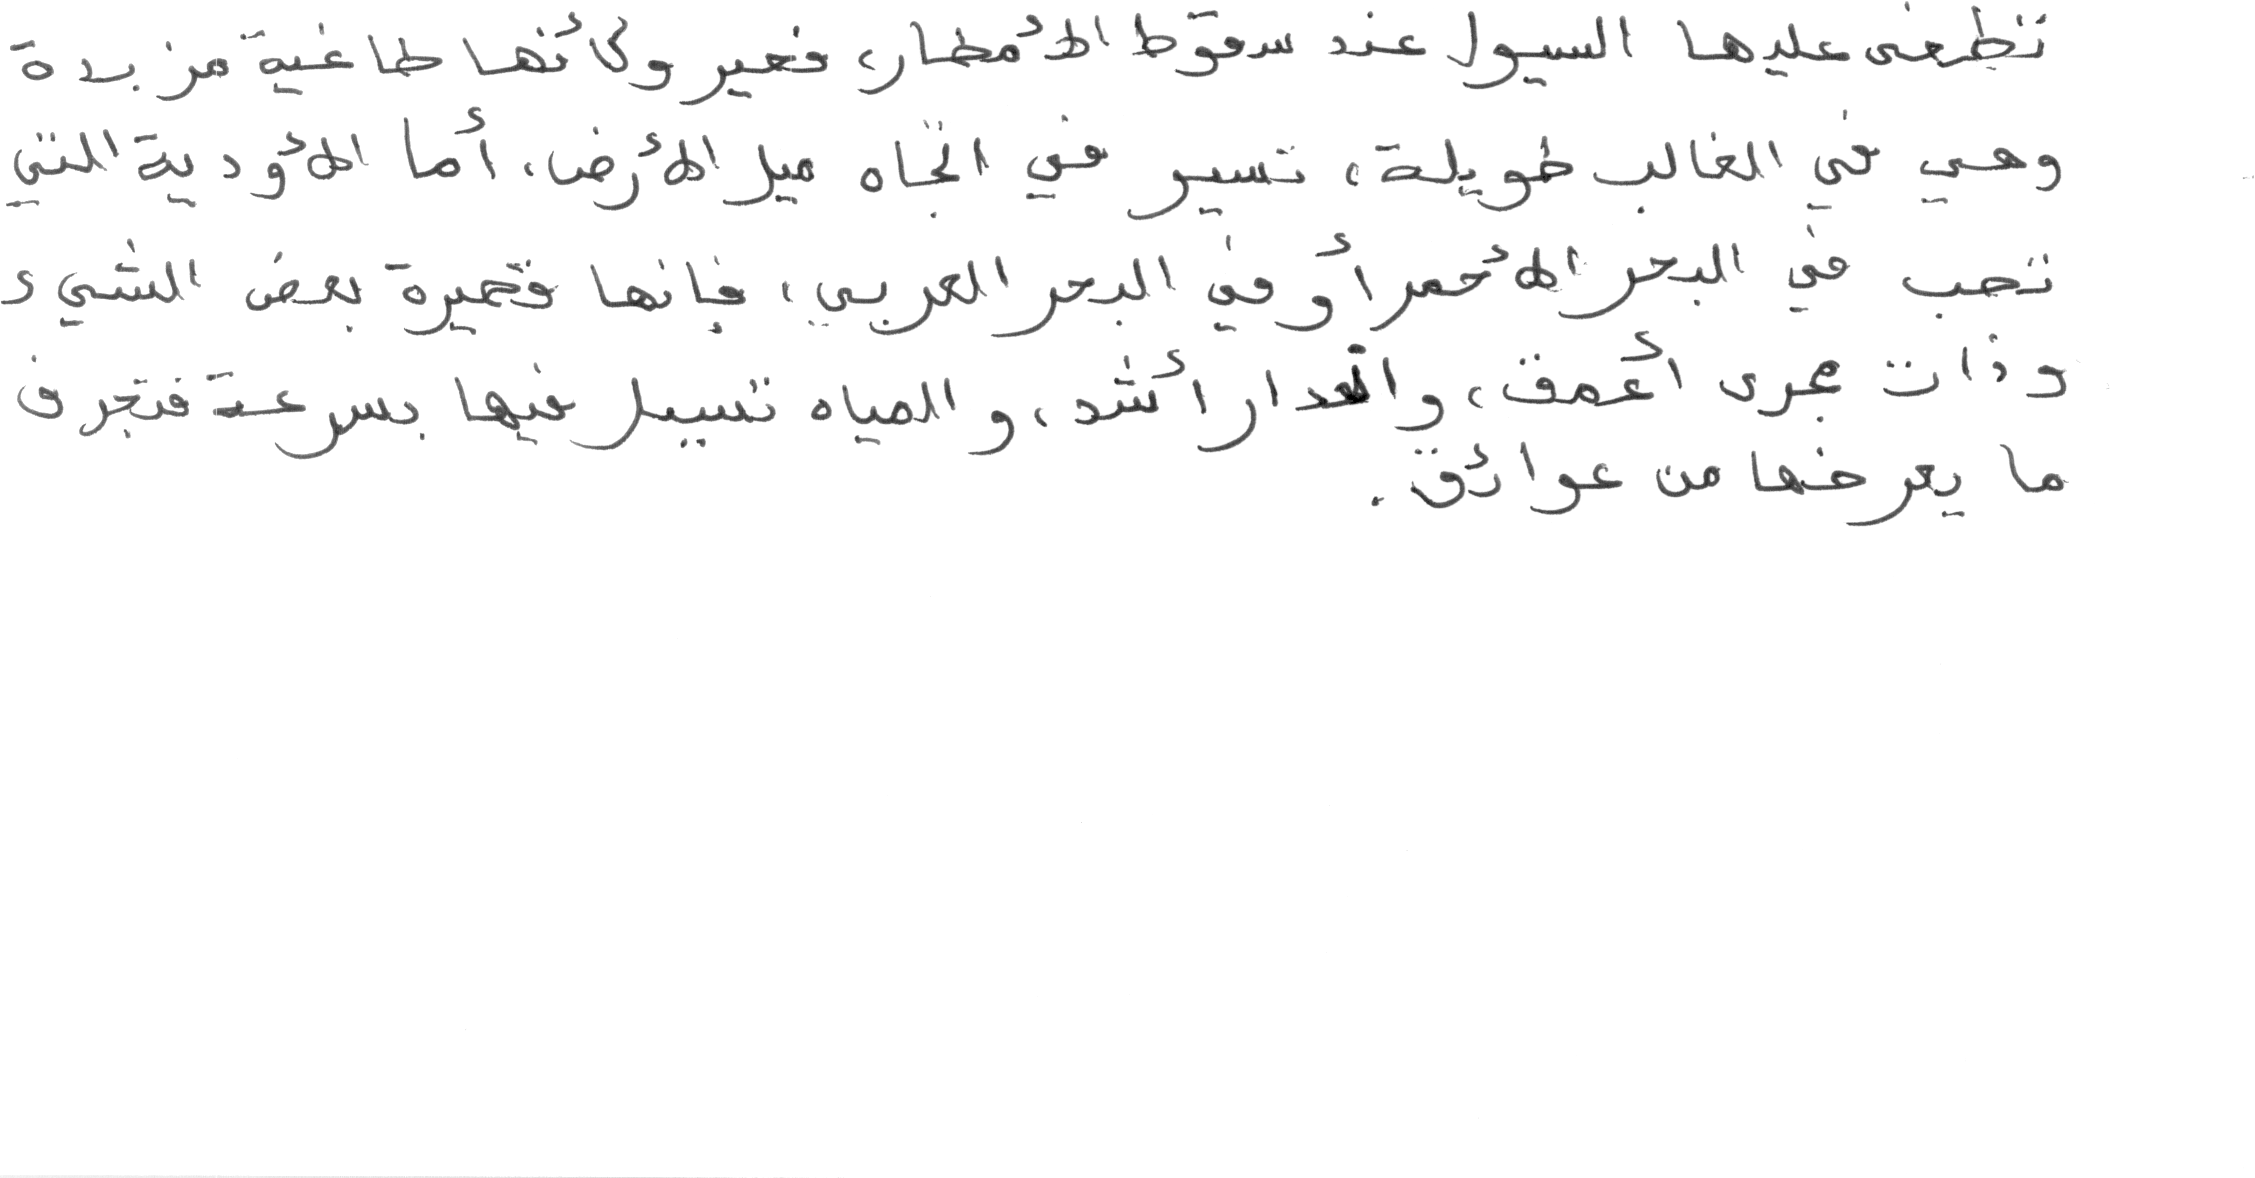 تطغى عليها السيول عند سقوط الأمطار، فعير وكأنها طاغية مزبدة
وهي في الغالب طويلة، تسير في اتجاه ميل الأرض، أما الأودية التي
تصب في البحر الأحمر أو في البحر العربي، فإنها قصيرة بعض الشيء
وذات مجرى أعمق، وانحدار أشد، والمياه تسيل فيها بسرعة فتجرف
ما يعرضها من عوائق.